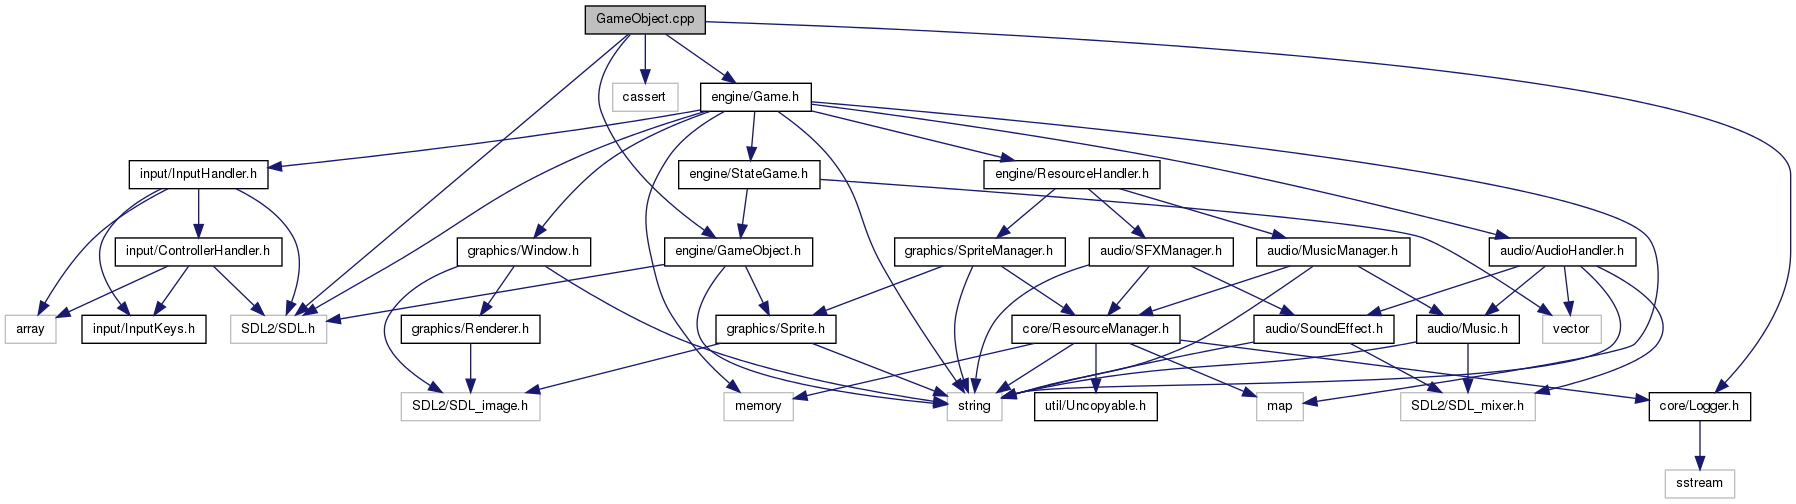 GameObject.cpp
cassert
engine/Game.h
input/InputHandler.h
engine/StateGame.h
engine/ResourceHandler.h
input/ControllerHandler.h
graphics/Window.h
engine/GameObject.h
graphics/SpriteManager.h
audio/SFXManager.h
audio/MusicManager.h
audio/AudioHandler.h
array
input/InputKeys.h
SDL2/SDL.h
graphics/Renderer.h
graphics/Sprite.h
core/ResourceManager.h
audio/SoundEffect.h
audio/Music.h
vector
SDL2/SDL_image.h
memory
string
util/Uncopyable.h
map
SDL2/SDL_mixer.h
core/Logger.h
sstream